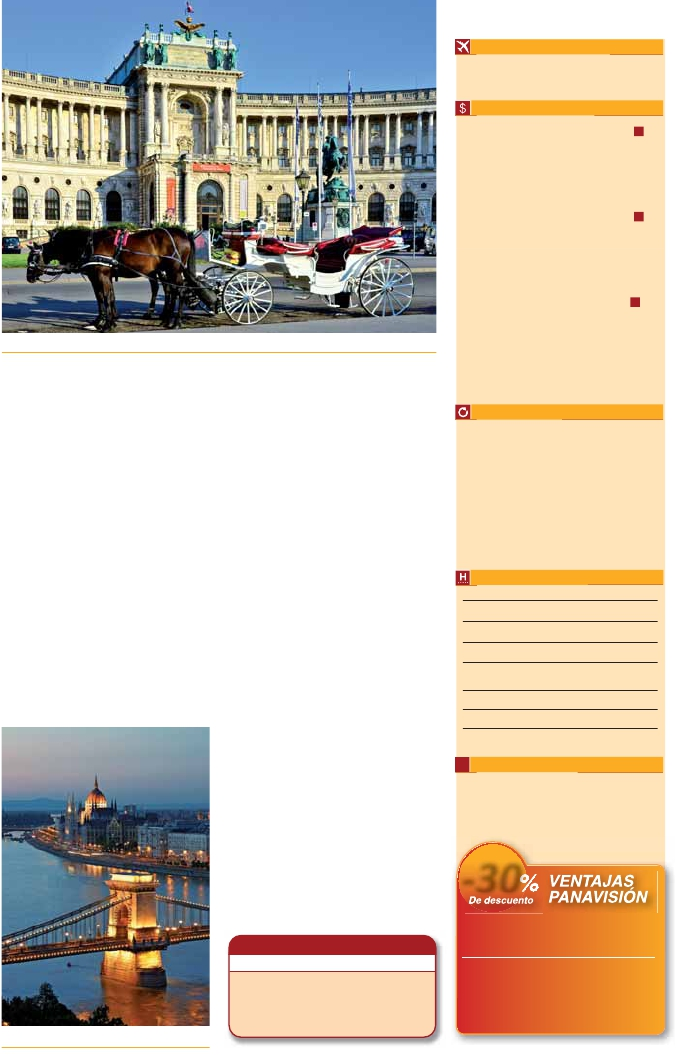 $
H
-30%
De descuento
VENTAJAS
PANAVISIÓN